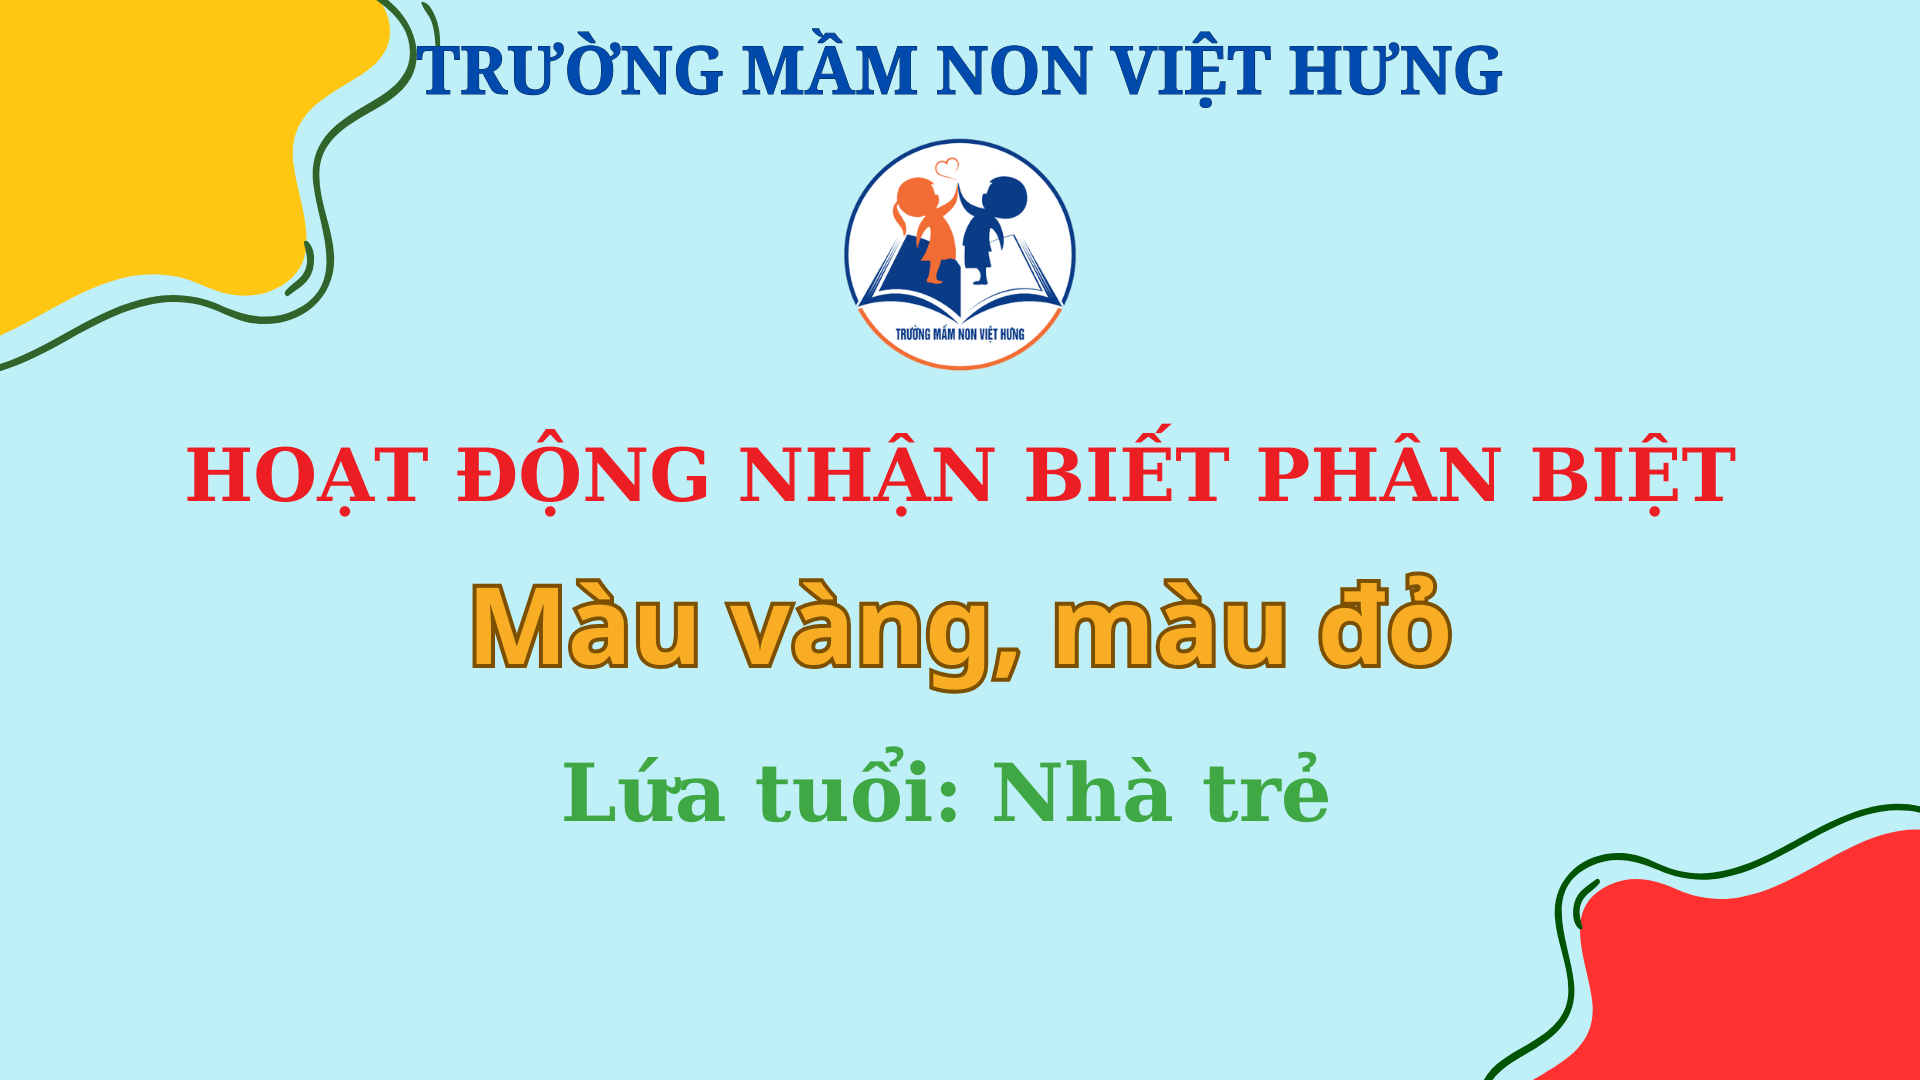 TRƯỜNG MẦM NON VIỆT HƯNG
TRƯỜNG MẦM NON VIỆT HƯNG
HOẠT ĐỘNG NHẬN BIẾT PHÂN BIỆT
Màu vàng, màu đỏ
Lứa tuổi: Nhà trẻ